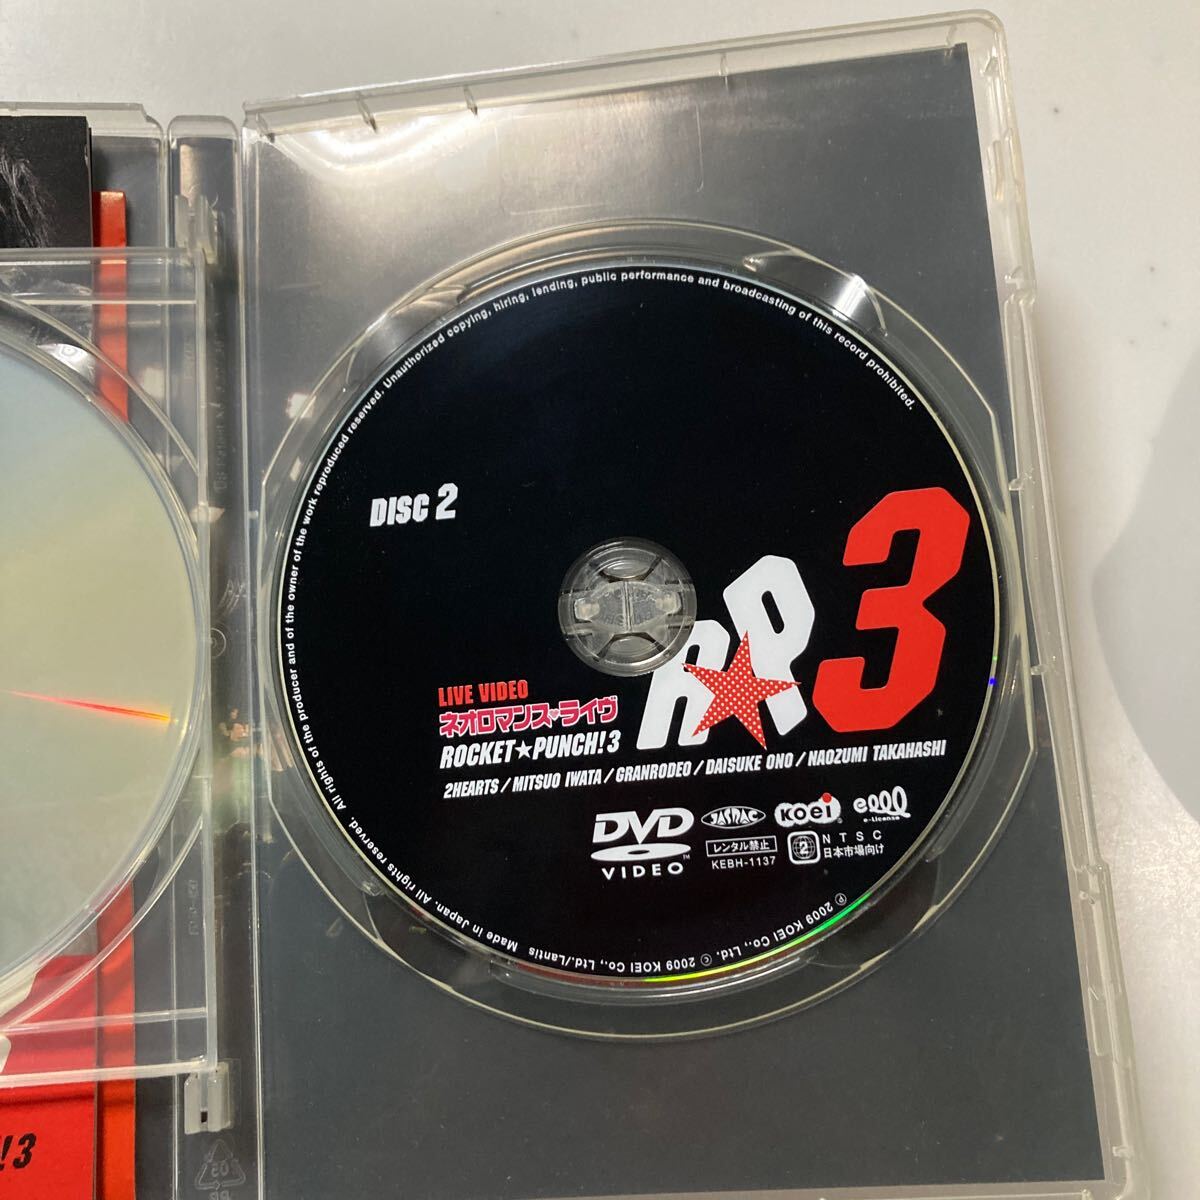 DISC 2
R★P 3
LIVE VIDEO
ネオロマンス♥ライヴ
ROCKET★PUNCH!3
2HEARTS / MITSUO IWATA / GRANRODEO / DAISUKE ONO / NAOZUMI TAKAHASHI
DVD
VIDEO
TM
JASRAC
KOEI
®
e-License
レンタル禁止
KEBH-1137
2
NTSC
日本市場向け
All rights of the producer and of the owner of the work reproduced reserved. Unauthorized copying, hiring, lending, public performance and broadcasting of this record prohibited.
℗ 2009 KOEI Co., Ltd. © 2009 KOEI Co., Ltd./Lantis Made in Japan. All rights reserved.
!3